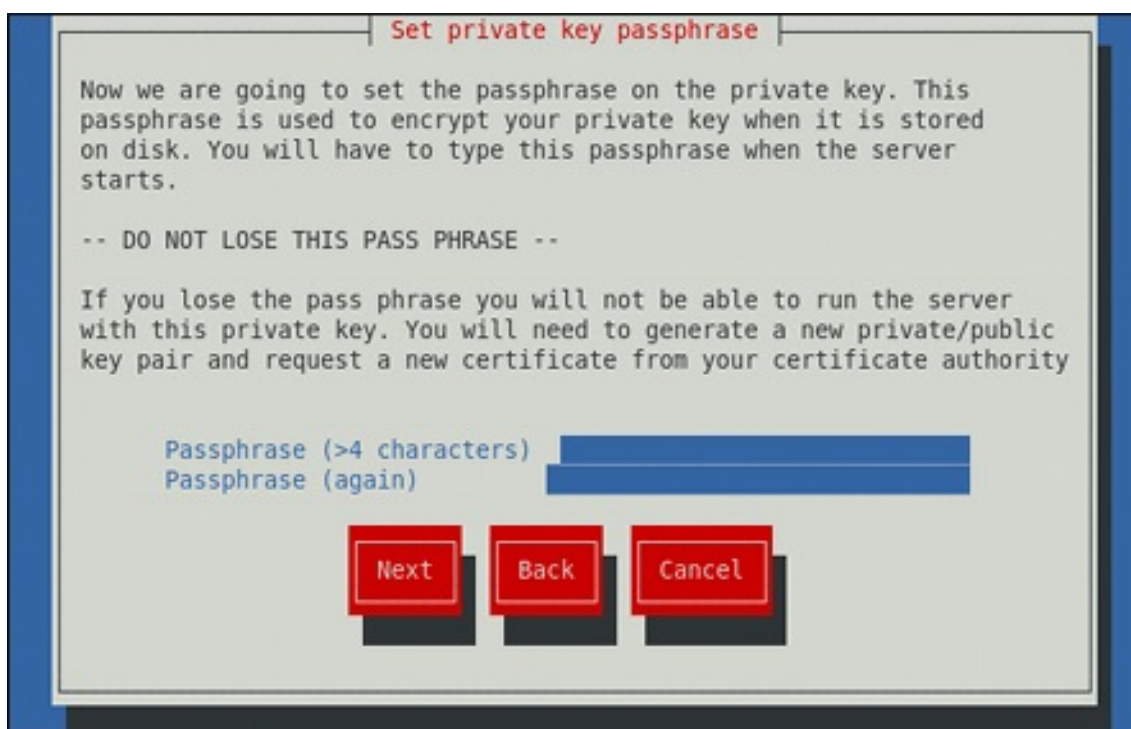 Set private key passphrase
Now we are going to set the passphrase on the private key. This
passphrase is used to encrypt your private key when it is stored
on disk. You will have to type this passphrase when the server
starts.
-- DO NOT LOSE THIS PASS PHRASE --
If you lose the pass phrase you will not be able to run the server
with this private key. You will need to generate a new private/public
key pair and request a new certificate from your certificate authority
Passphrase (>4 characters)
Passphrase (again)
Next Back Cancel